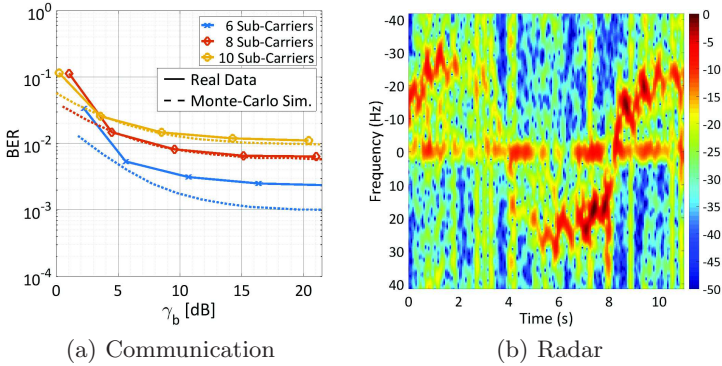 10^0
10^-1
10^-2
10^-3
10^-4
BER
0 5 10 15 20
γ_b [dB]
6 Sub-Carriers
8 Sub-Carriers
10 Sub-Carriers
Real Data
Monte-Carlo Sim.
(a) Communication
-40
-30
-20
-10
0
10
20
30
40
Frequency (Hz)
0 2 4 6 8 10
Time (s)
0
-5
-10
-15
-20
-25
-30
-35
-40
-45
-50
(b) Radar